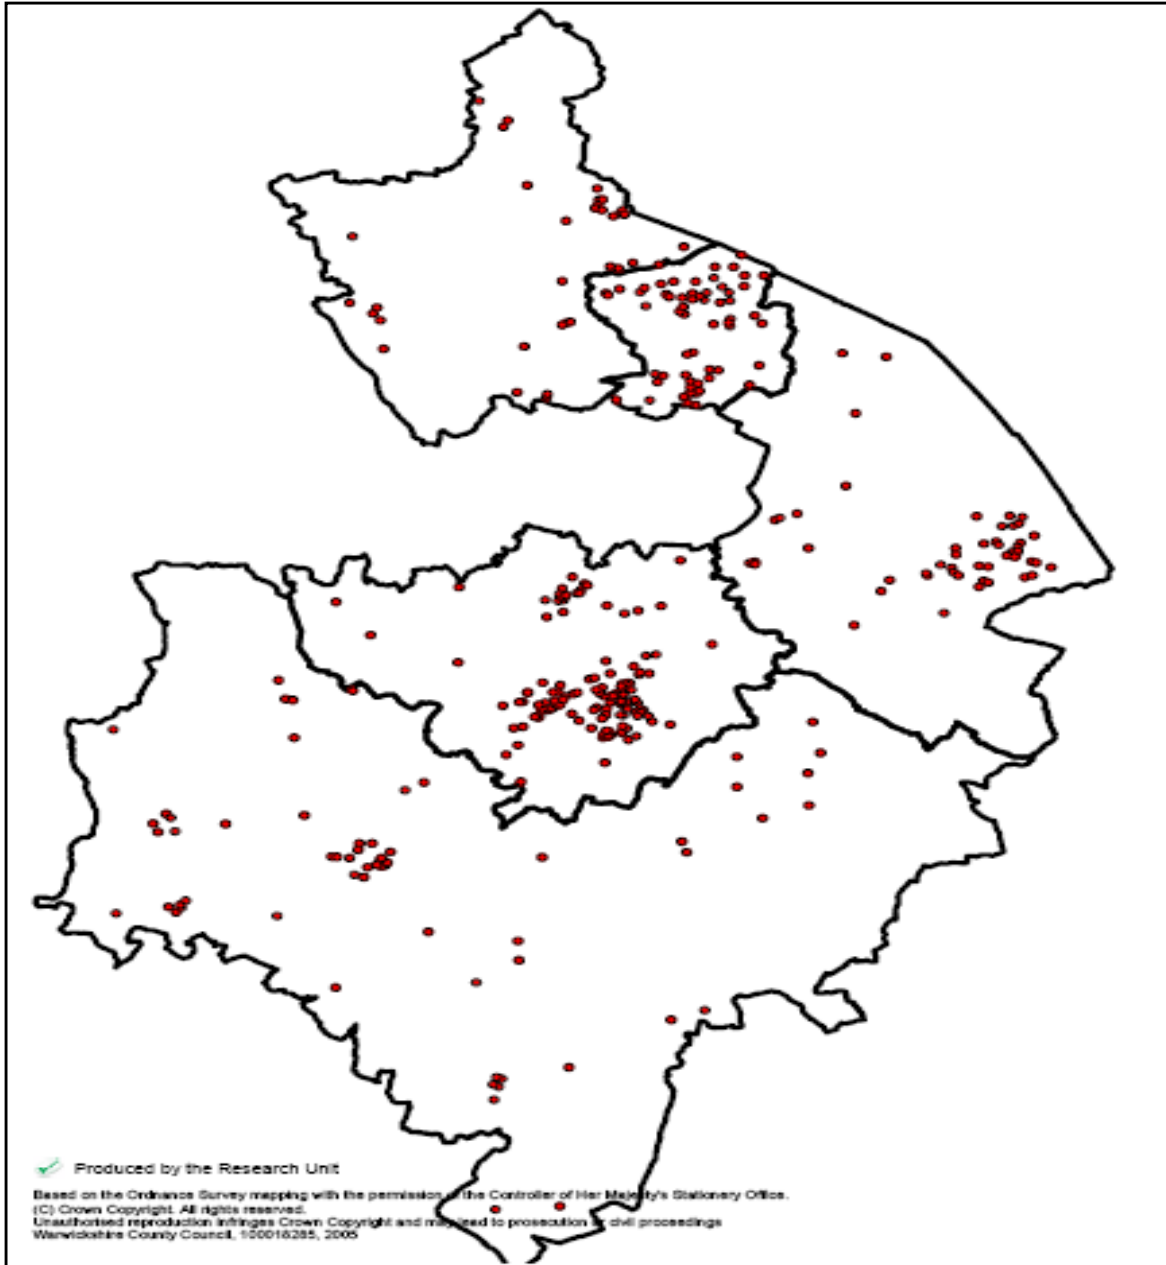 Produced by the Research Unit
Based on the Ordnance Survey mapping with the permission of the Controller of Her Majesty's Stationery Office.
(C) Crown Copyright. All rights reserved.
Unauthorised reproduction infringes Crown Copyright and may lead to prosecution or civil proceedings
Warwickshire County Council, 100018285, 2005